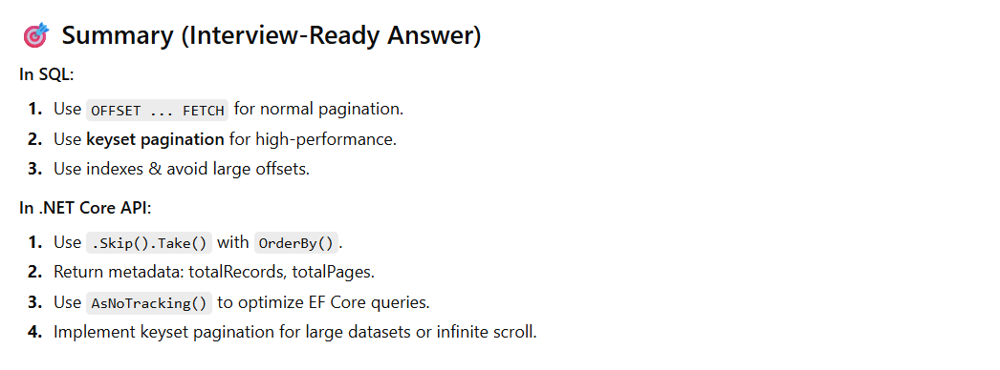 🎯 Summary (Interview-Ready Answer)
In SQL:
1. Use OFFSET ... FETCH for normal pagination.
2. Use keyset pagination for high-performance.
3. Use indexes & avoid large offsets.
In .NET Core API:
1. Use .Skip().Take() with OrderBy().
2. Return metadata: totalRecords, totalPages.
3. Use AsNoTracking() to optimize EF Core queries.
4. Implement keyset pagination for large datasets or infinite scroll.